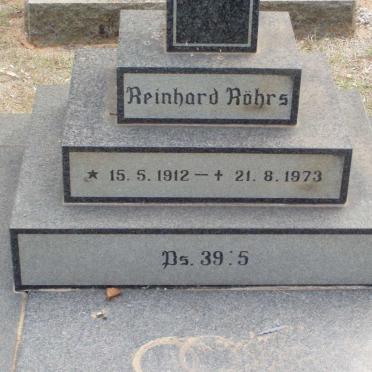 Reinhard Röhrs
★ 15. 5. 1912 — ✝ 21. 8. 1973
Ps. 39:5